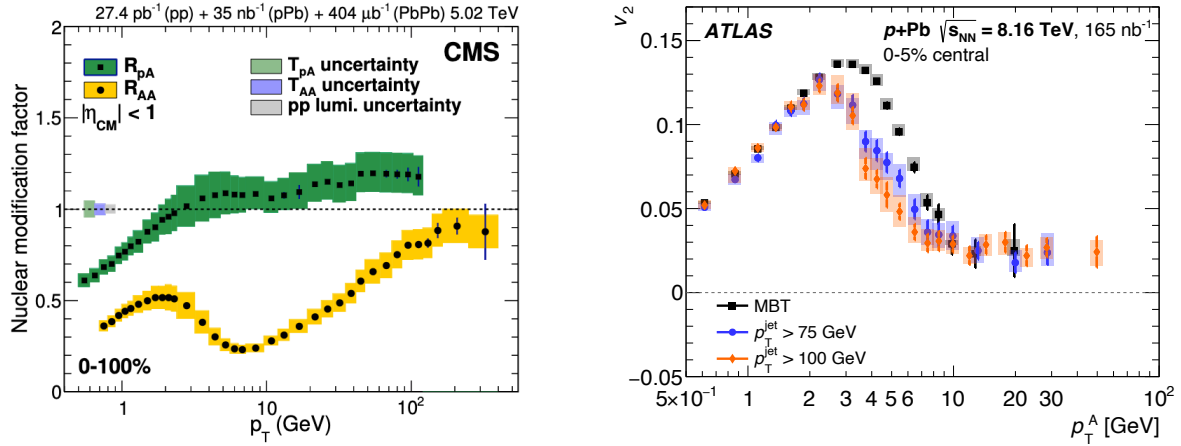 27.4 pb⁻¹ (pp) + 35 nb⁻¹ (pPb) + 404 μb⁻¹ (PbPb) 5.02 TeV
CMS
R_pA
R_AA
|η_CM| < 1
T_pA uncertainty
T_AA uncertainty
pp lumi. uncertainty
Nuclear modification factor
2
1.5
1
0.5
0
0-100%
1
10
10²
p_T (GeV)
v₂
ATLAS
p+Pb √s_NN = 8.16 TeV, 165 nb⁻¹
0-5% central
0.15
0.1
0.05
0
−0.05
MBT
p_T^jet > 75 GeV
p_T^jet > 100 GeV
5×10⁻¹ 1 2 3 4 5 6 10 20 30 10²
p_T^A [GeV]